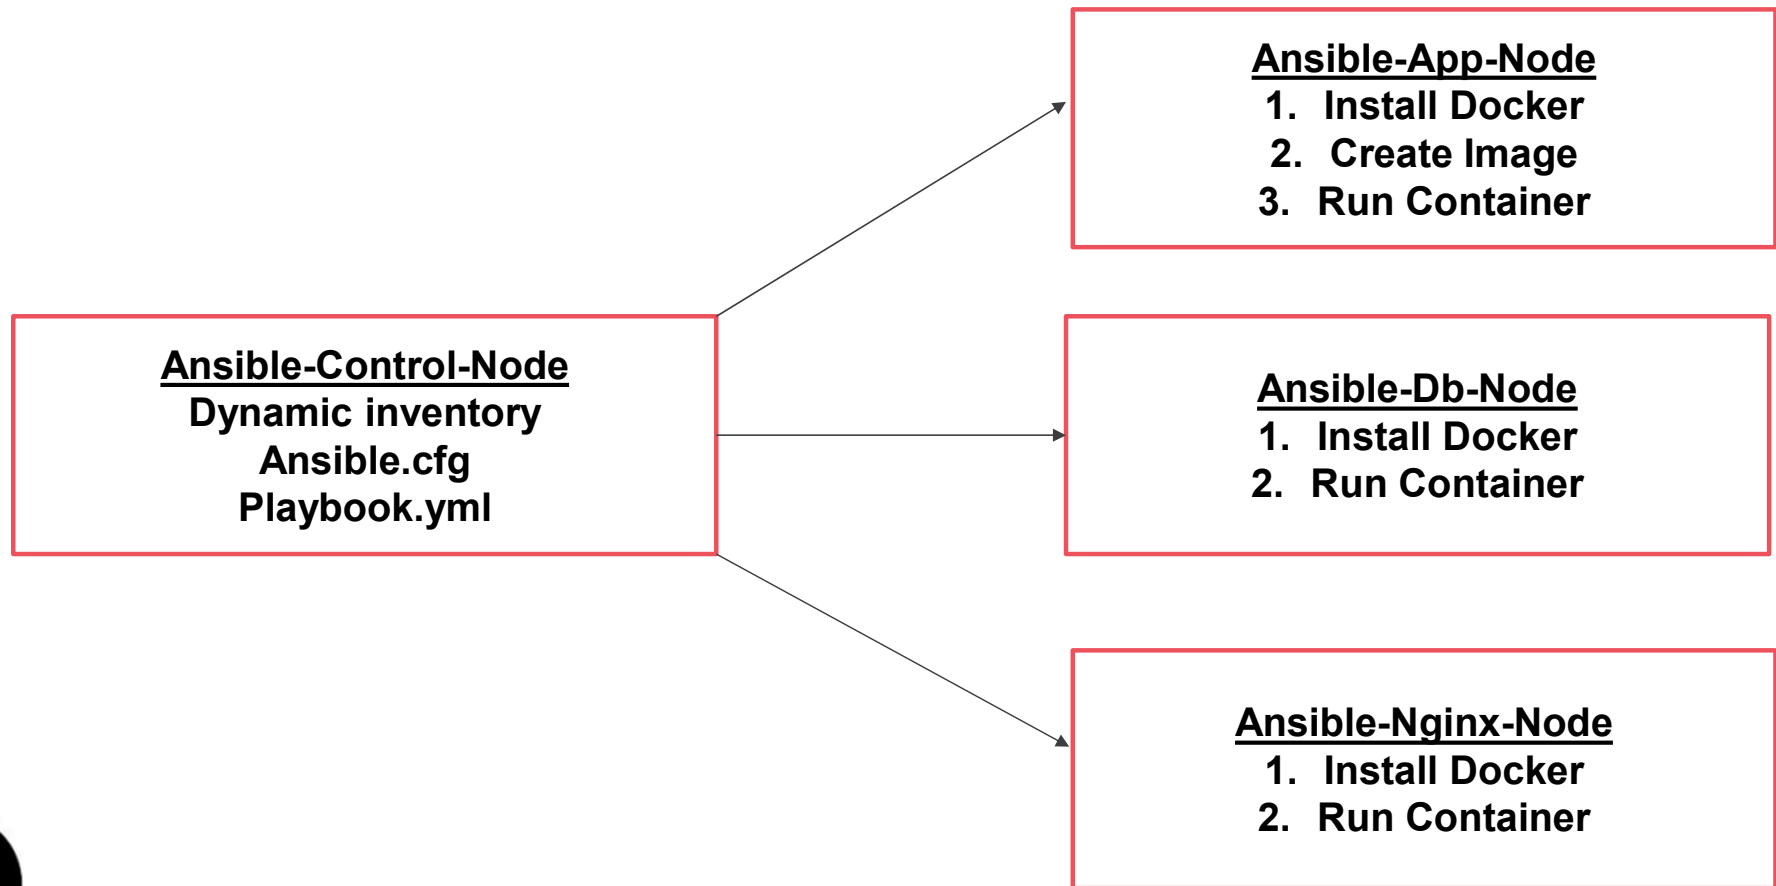 Ansible-App-Node
1. Install Docker
2. Create Image
3. Run Container
Ansible-Control-Node
Dynamic inventory
Ansible.cfg
Playbook.yml
Ansible-Db-Node
1. Install Docker
2. Run Container
Ansible-Nginx-Node
1. Install Docker
2. Run Container